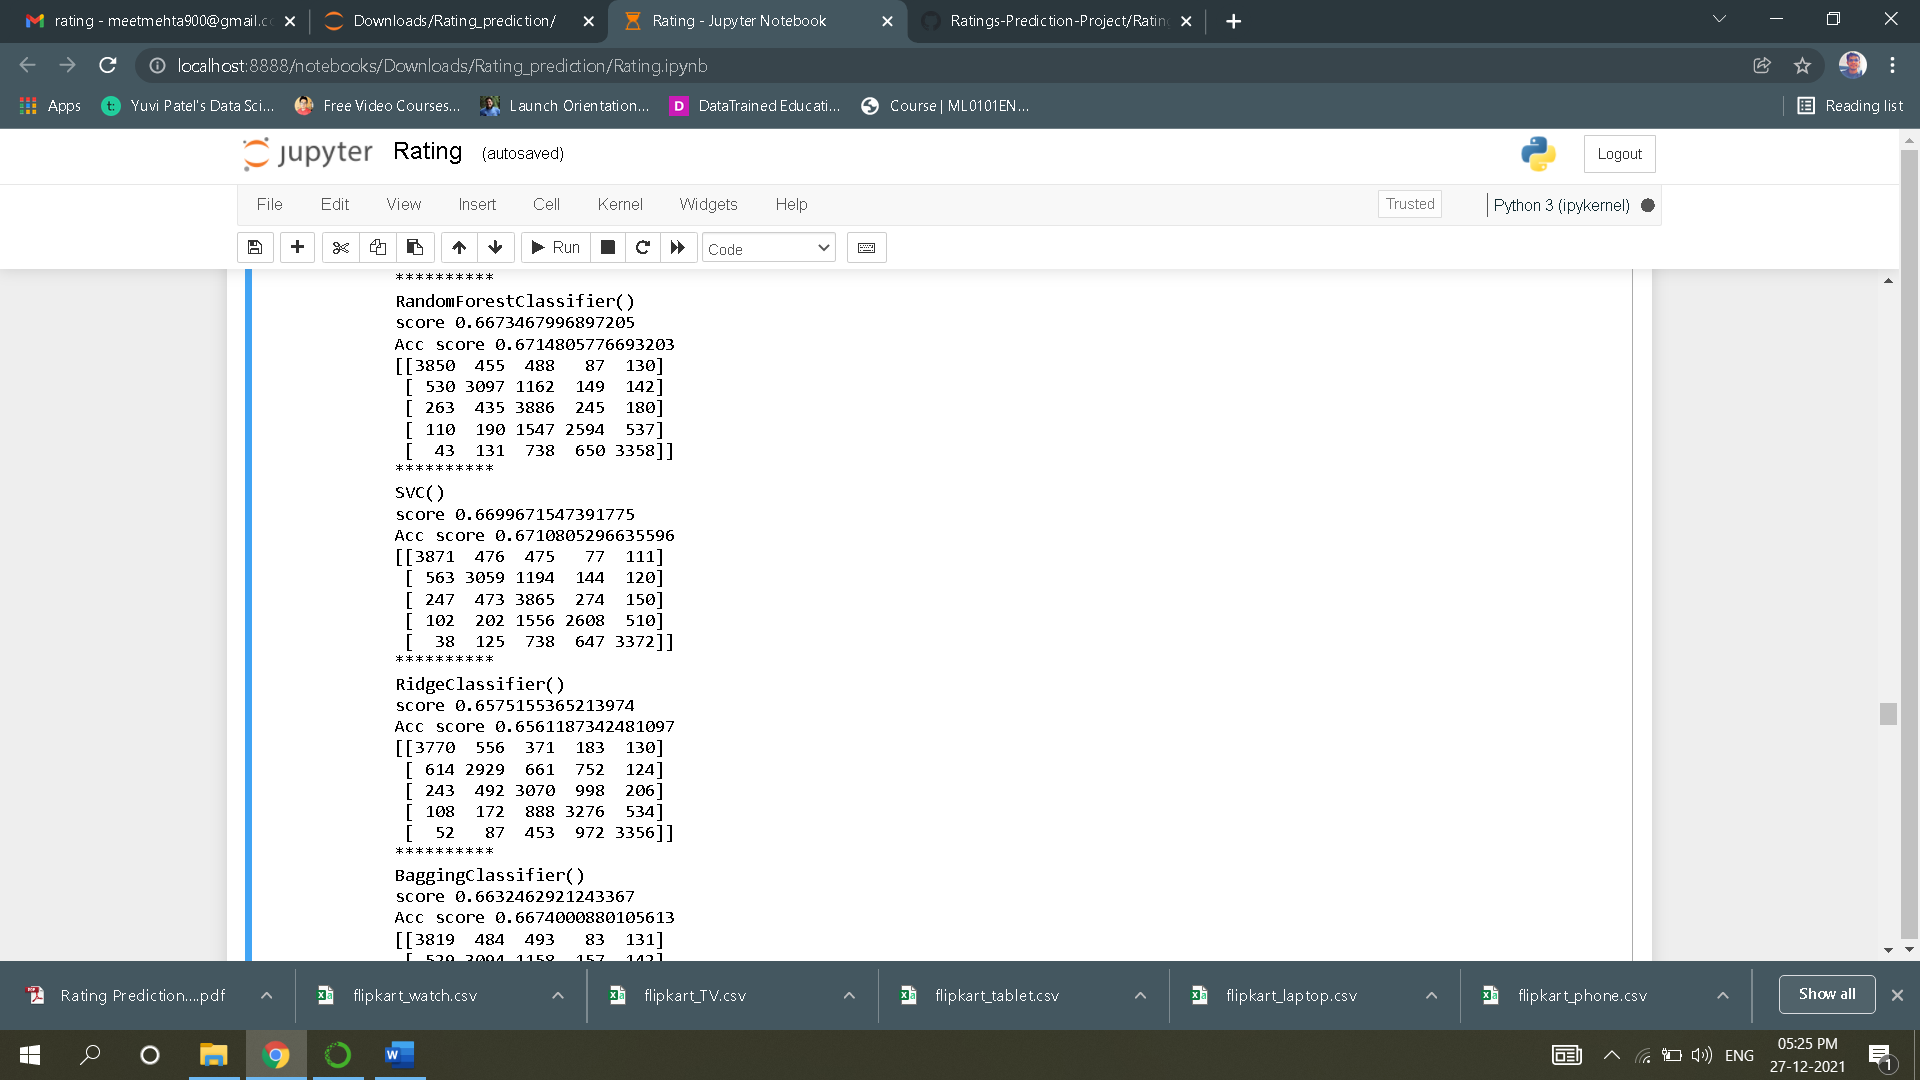 rating - meetmehta900@gmail.c
Downloads/Rating_prediction/
Rating - Jupyter Notebook
Ratings-Prediction-Project/Ratin
localhost:8888/notebooks/Downloads/Rating_prediction/Rating.ipynb
Apps
Yuvi Patel's Data Sci...
Free Video Courses...
Launch Orientation...
D
DataTrained Educati...
Course | ML0101EN...
Reading list
jupyter
Rating
(autosaved)
Logout
File Edit View Insert Cell Kernel Widgets Help
Trusted
Python 3 (ipykernel)
Run
Code
**********
RandomForestClassifier()
score 0.6673467996897205
Acc score 0.6714805776693203
[[3850  455  488   87  130]
 [ 530 3097 1162  149  142]
 [ 263  435 3886  245  180]
 [ 110  190 1547 2594  537]
 [  43  131  738  650 3358]]
**********
SVC()
score 0.6699671547391775
Acc score 0.6710805296635596
[[3871  476  475   77  111]
 [ 563 3059 1194  144  120]
 [ 247  473 3865  274  150]
 [ 102  202 1556 2608  510]
 [  38  125  738  647 3372]]
**********
RidgeClassifier()
score 0.6575155365213974
Acc score 0.6561187342481097
[[3770  556  371  183  130]
 [ 614 2929  661  752  124]
 [ 243  492 3070  998  206]
 [ 108  172  888 3276  534]
 [  52   87  453  972 3356]]
**********
BaggingClassifier()
score 0.6632462921243367
Acc score 0.6674000880105613
[[3819  484  493   83  131]
 [ 529 3094 1158  157  142]
Rating Prediction....pdf
flipkart_watch.csv
flipkart_TV.csv
flipkart_tablet.csv
flipkart_laptop.csv
flipkart_phone.csv
Show all
W
ENG
05:25 PM
27-12-2021
1